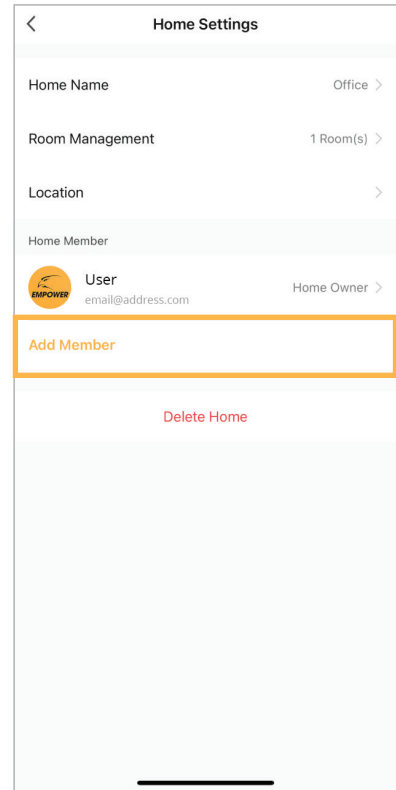 Home Settings
Home Name
Office
Room Management
1 Room(s)
Location
Home Member
EMPOWER
User
email@address.com
Home Owner
Add Member
Delete Home